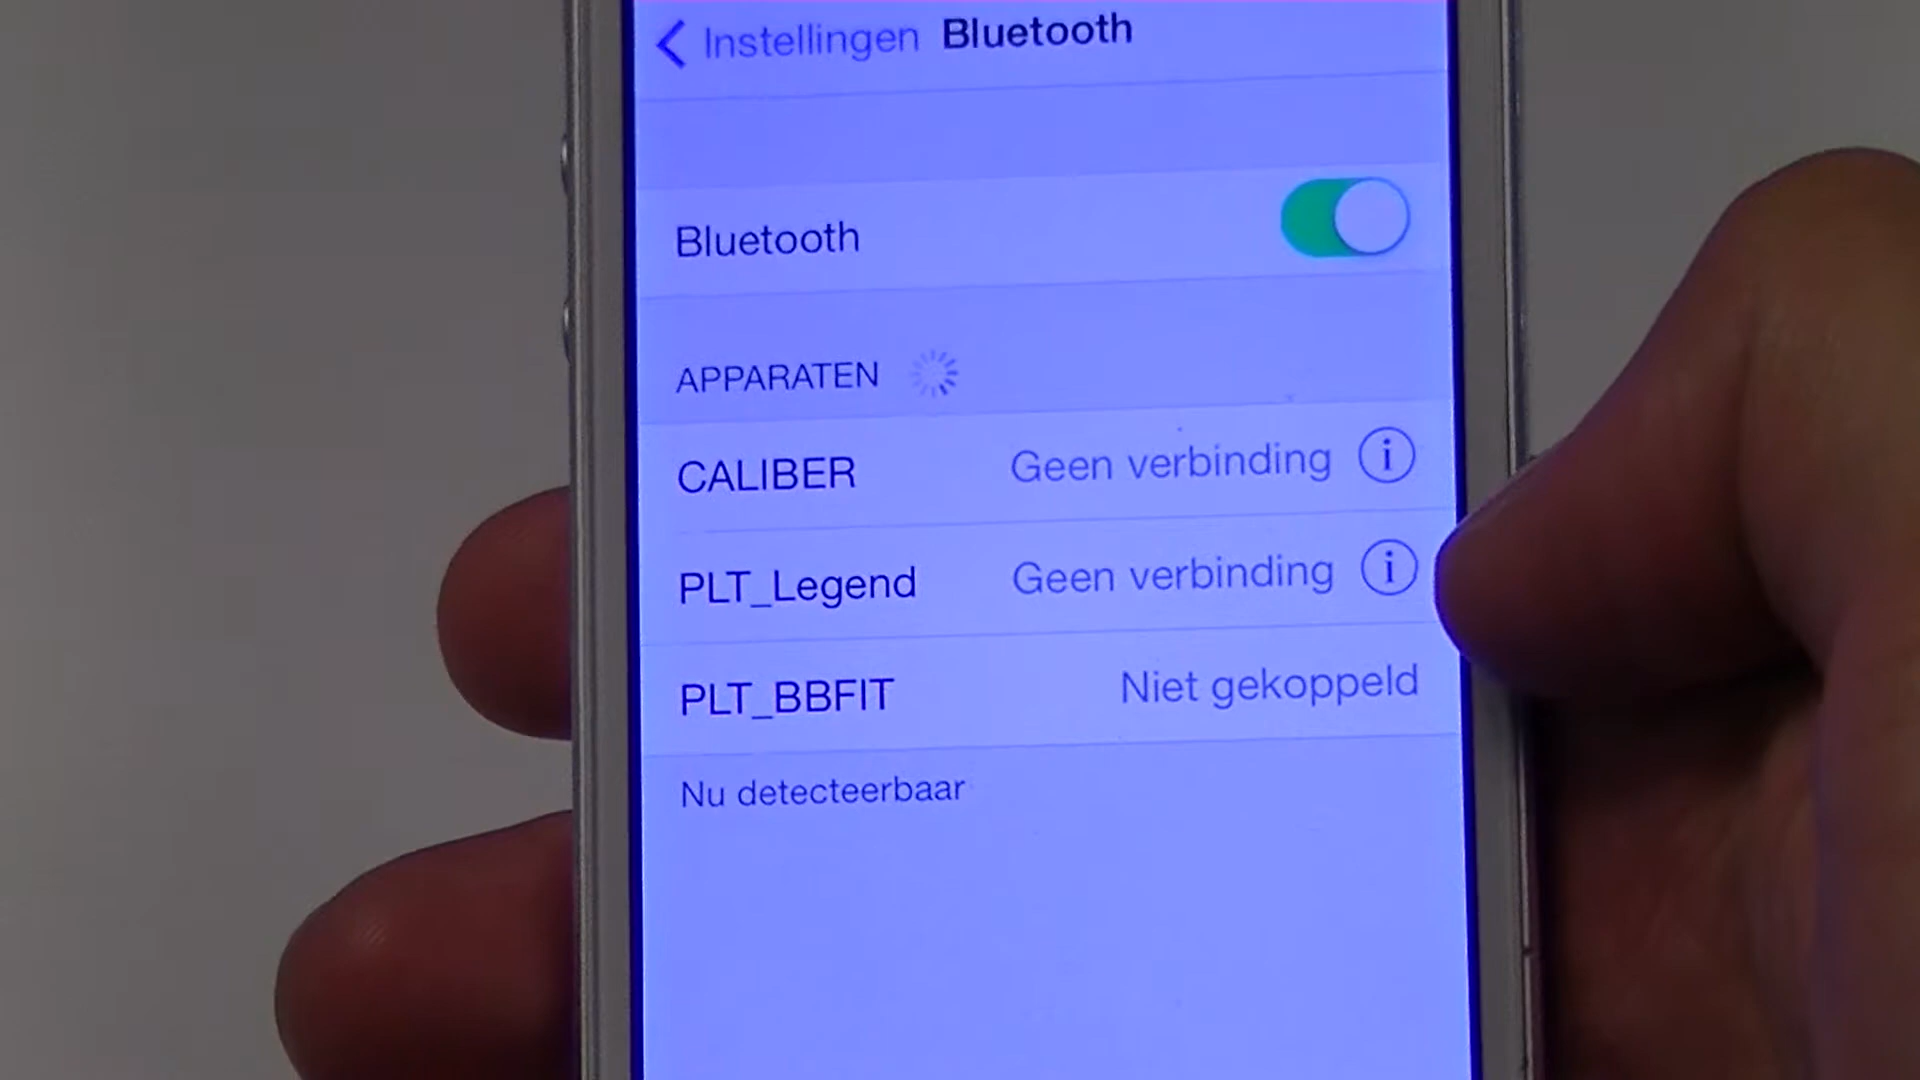 Instellingen Bluetooth
Bluetooth
APPARATEN
CALIBER Geen verbinding
PLT_Legend Geen verbinding
PLT_BBFIT Niet gekoppeld
Nu detecteerbaar